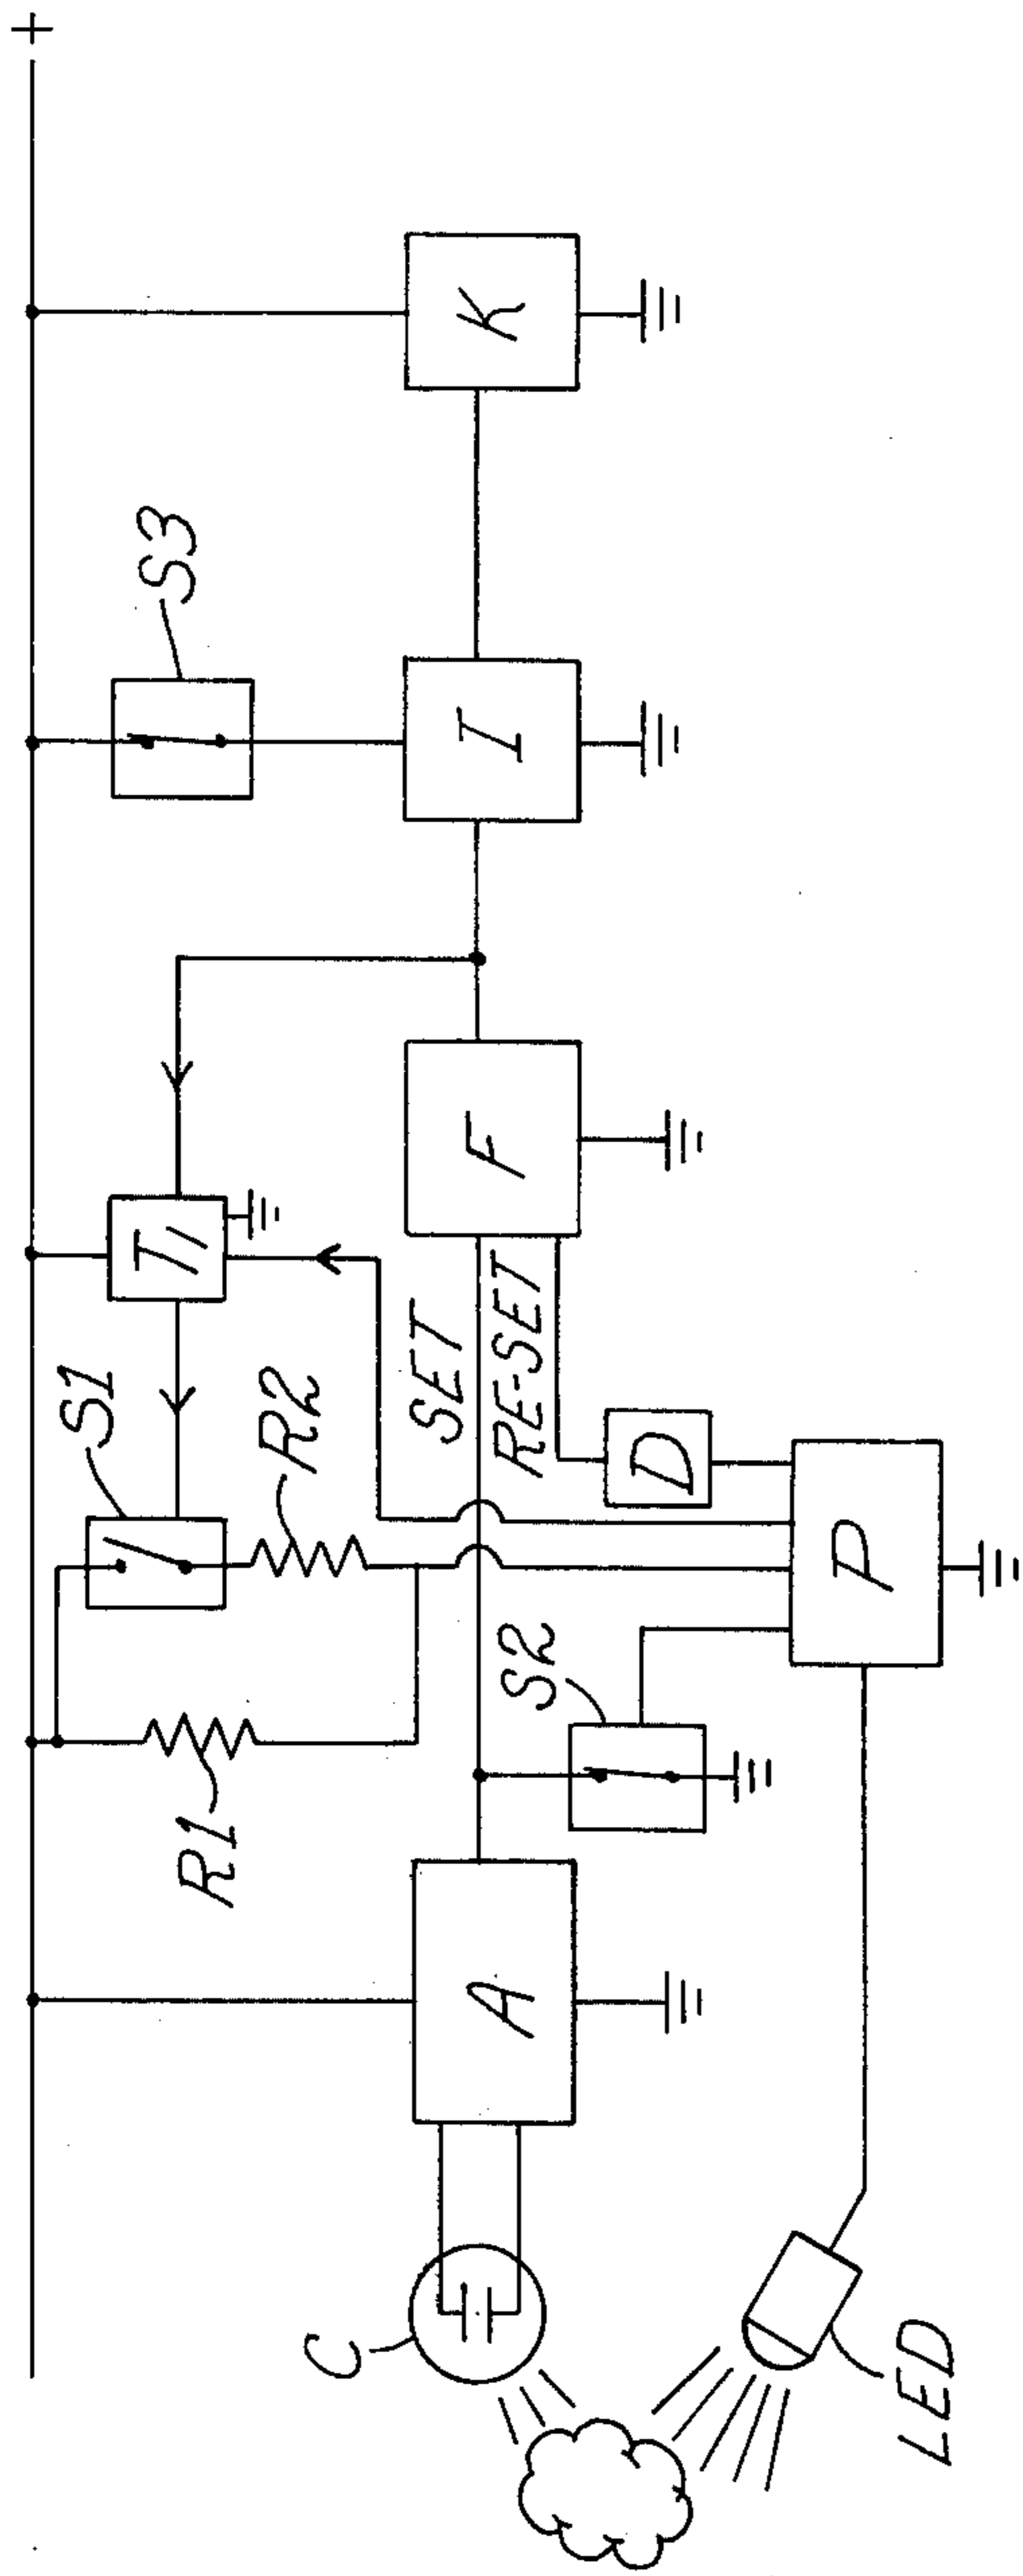 +
S3
K
I
T1
F
S1
R2
SET
RE-SET
D
P
S2
R1
A
C
LED